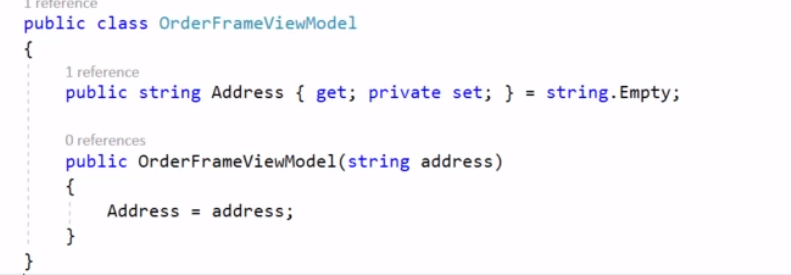 1 reference
public class OrderFrameViewModel
{
1 reference
public string Address { get; private set; } = string.Empty;
0 references
public OrderFrameViewModel(string address)
{
Address = address;
}
}